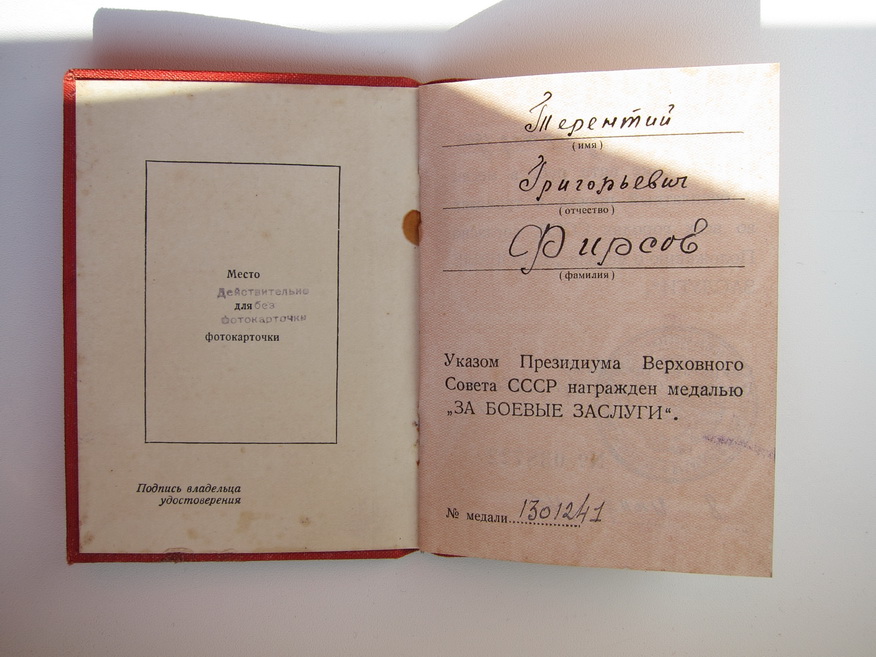 Место
Действительно
для без
фотокарточки
фотокарточки
Подпись владельца
удостоверения
Терентий
(имя)
Григорьевич
(отчество)
Фирсов
(фамилия)
Указом Президиума Верховного
Совета СССР награжден медалью
„ЗА БОЕВЫЕ ЗАСЛУГИ“.
№ медали 1301241